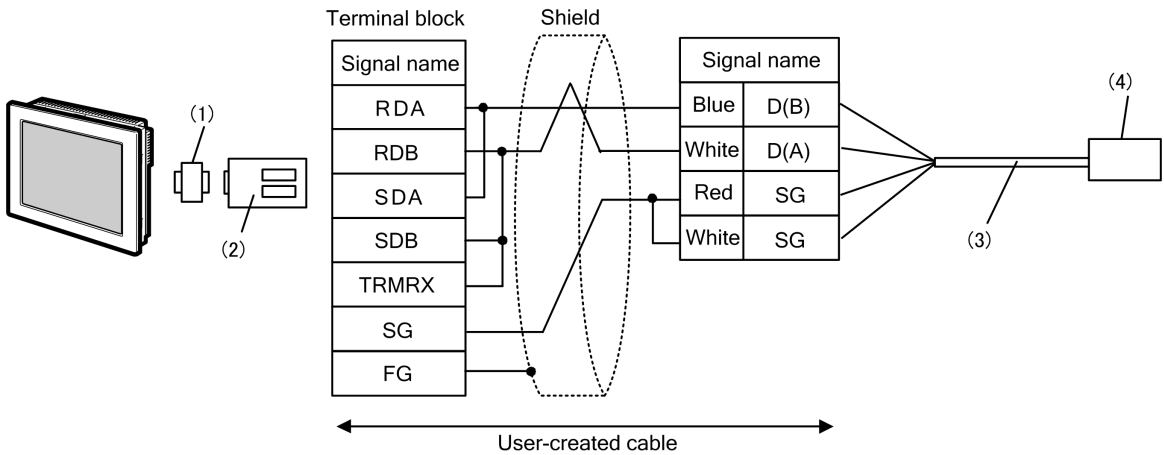 Terminal block
Shield
Signal name
RDA
RDB
SDA
SDB
TRMRX
SG
FG
Signal name
Blue D(B)
White D(A)
Red SG
White SG
(1)
(2)
(3)
(4)
User-created cable